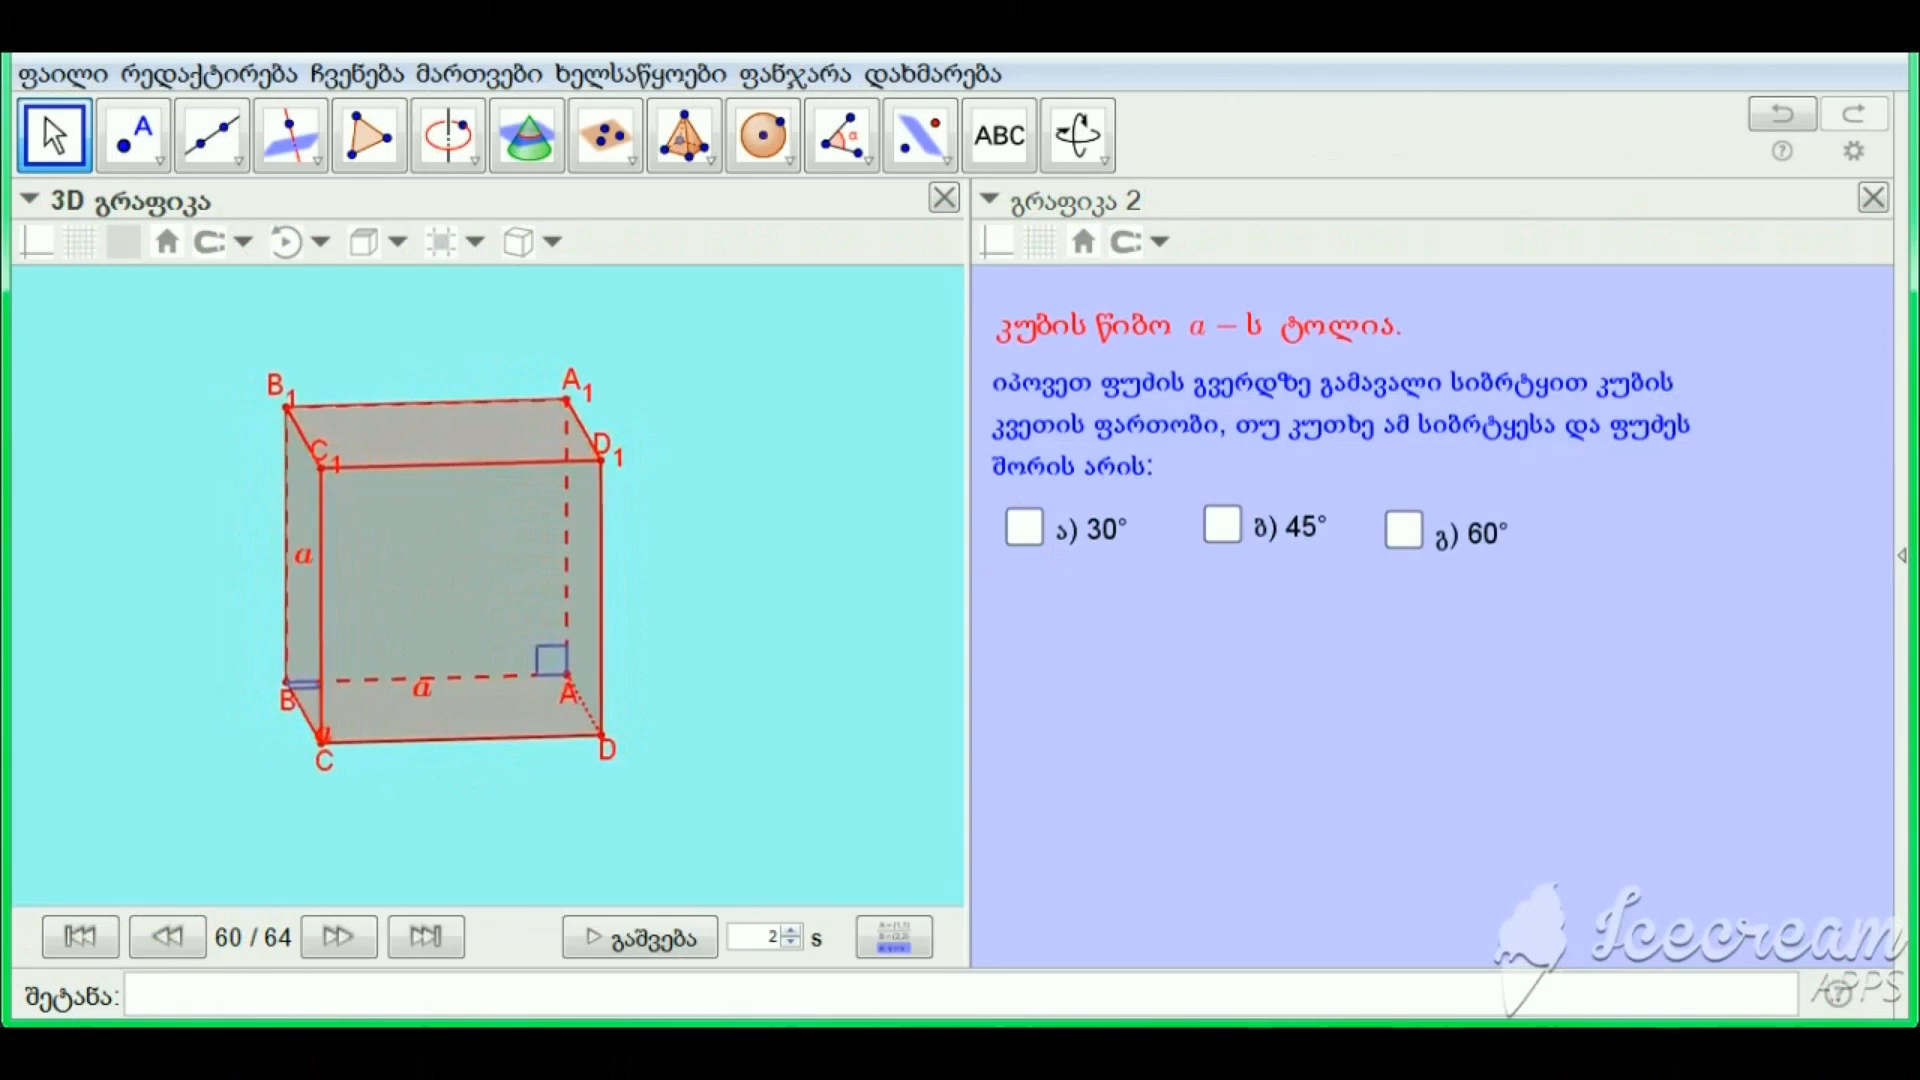 ფაილი რედაქტირება ჩვენება მართვები ხელსაწყოები ფანჯარა დახმარება
A α ABC
3D გრაფიკა
გრაფიკა 2
კუბის წიბო a – ს ტოლია.
იპოვეთ ფუძის გვერდზე გამავალი სიბრტყით კუბის
კვეთის ფართობი, თუ კუთხე ამ სიბრტყესა და ფუძეს
შორის არის:
ა) 30° ბ) 45° გ) 60°
B1 A1
C1 D1
a
B a A
C D
60 / 64 გაშვება 2 s
შეტანა:
Icecream
APPS